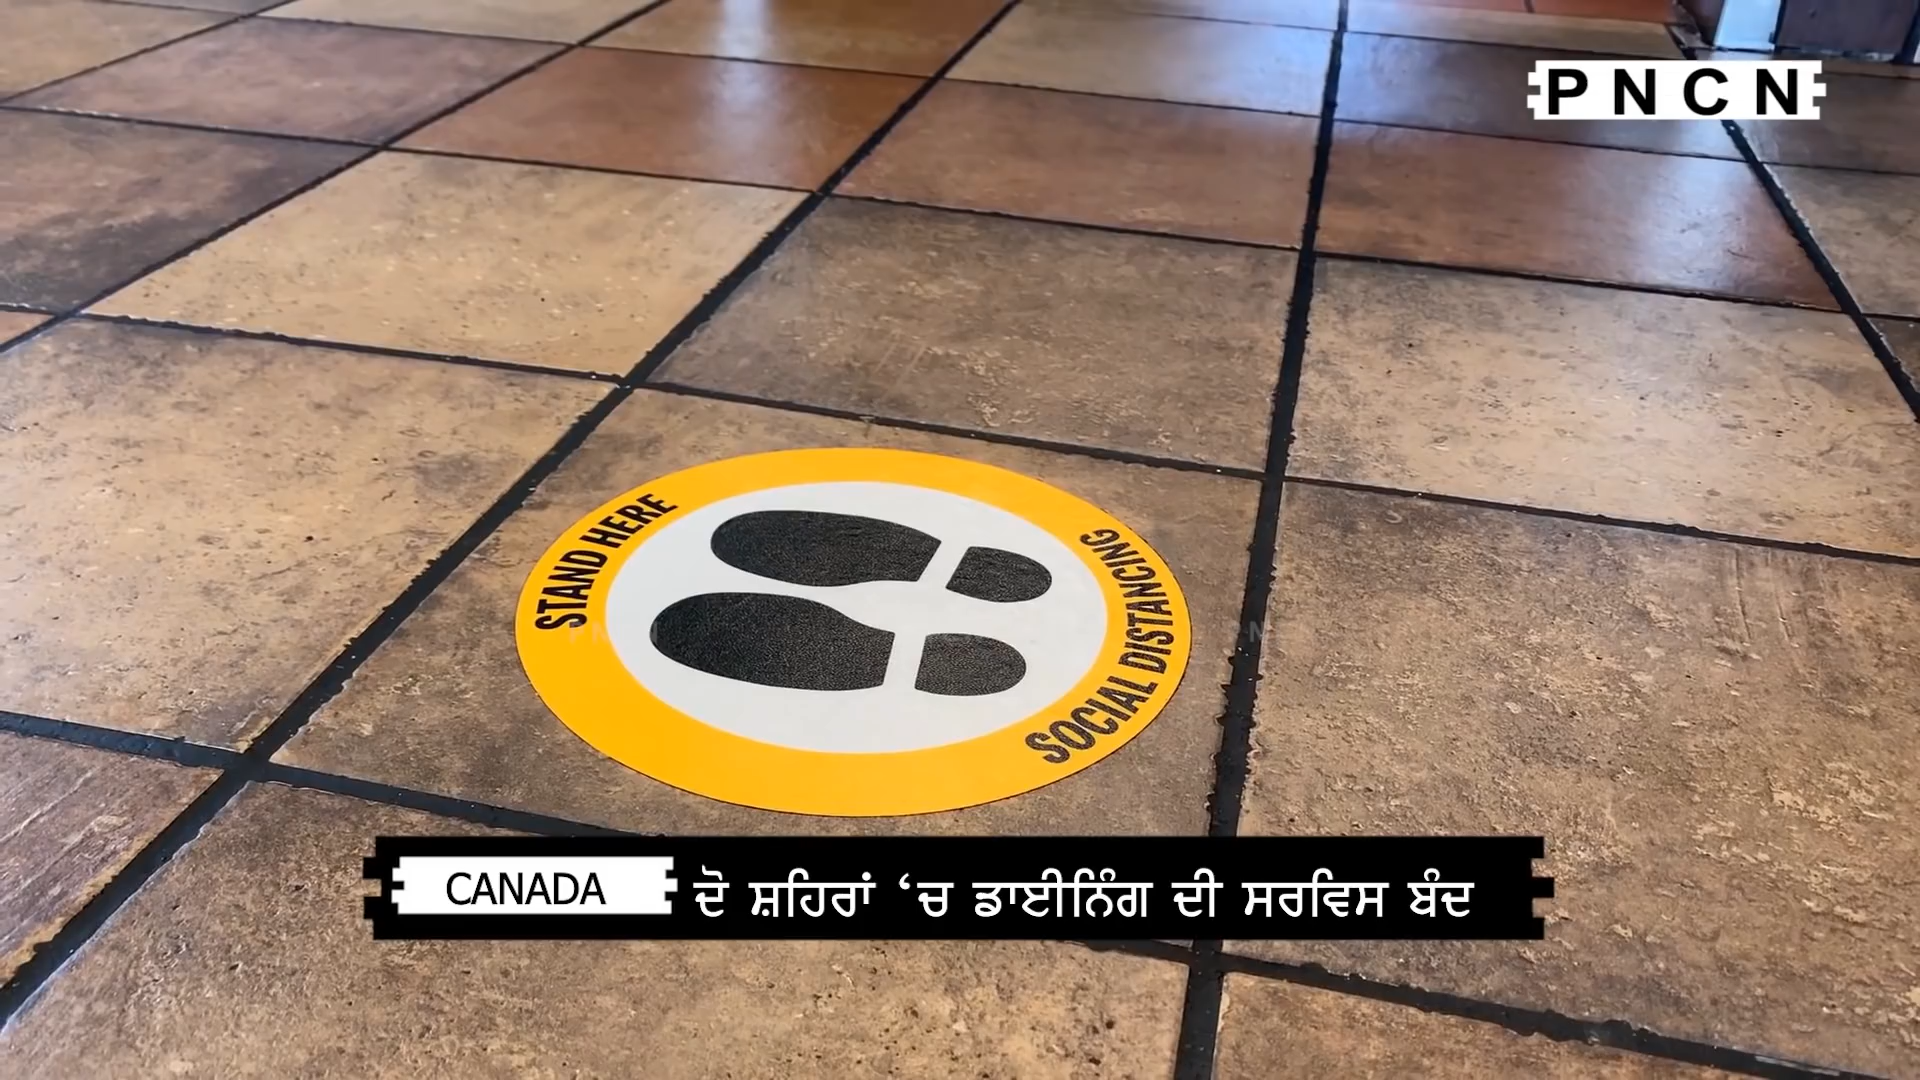 PNCN
STAND HERE
SOCIAL DISTANCING
CANADA ਦੋ ਸ਼ਹਿਰਾਂ ‘ਚ ਡਾਈਨਿੰਗ ਦੀ ਸਰਵਿਸ ਬੰਦ